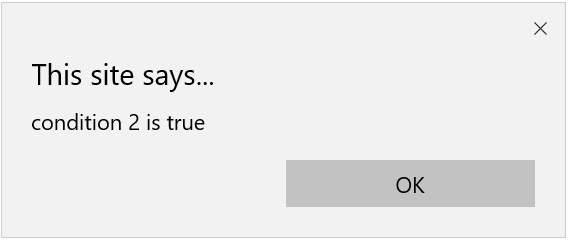 This site says...
condition 2 is true
OK